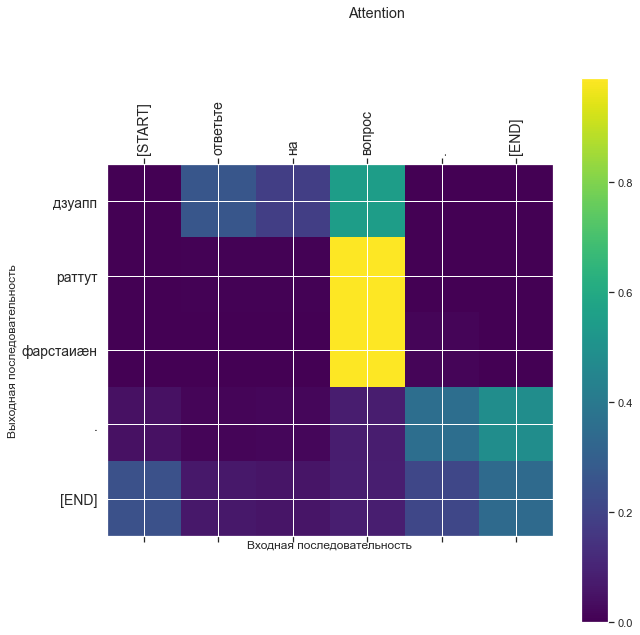 Attention
[START]
ответьте
на
вопрос
.
[END]
дзуапп
раттут
фарстаиæн
.
[END]
Выходная последовательность
Входная последовательность
0.8
0.6
0.4
0.2
0.0